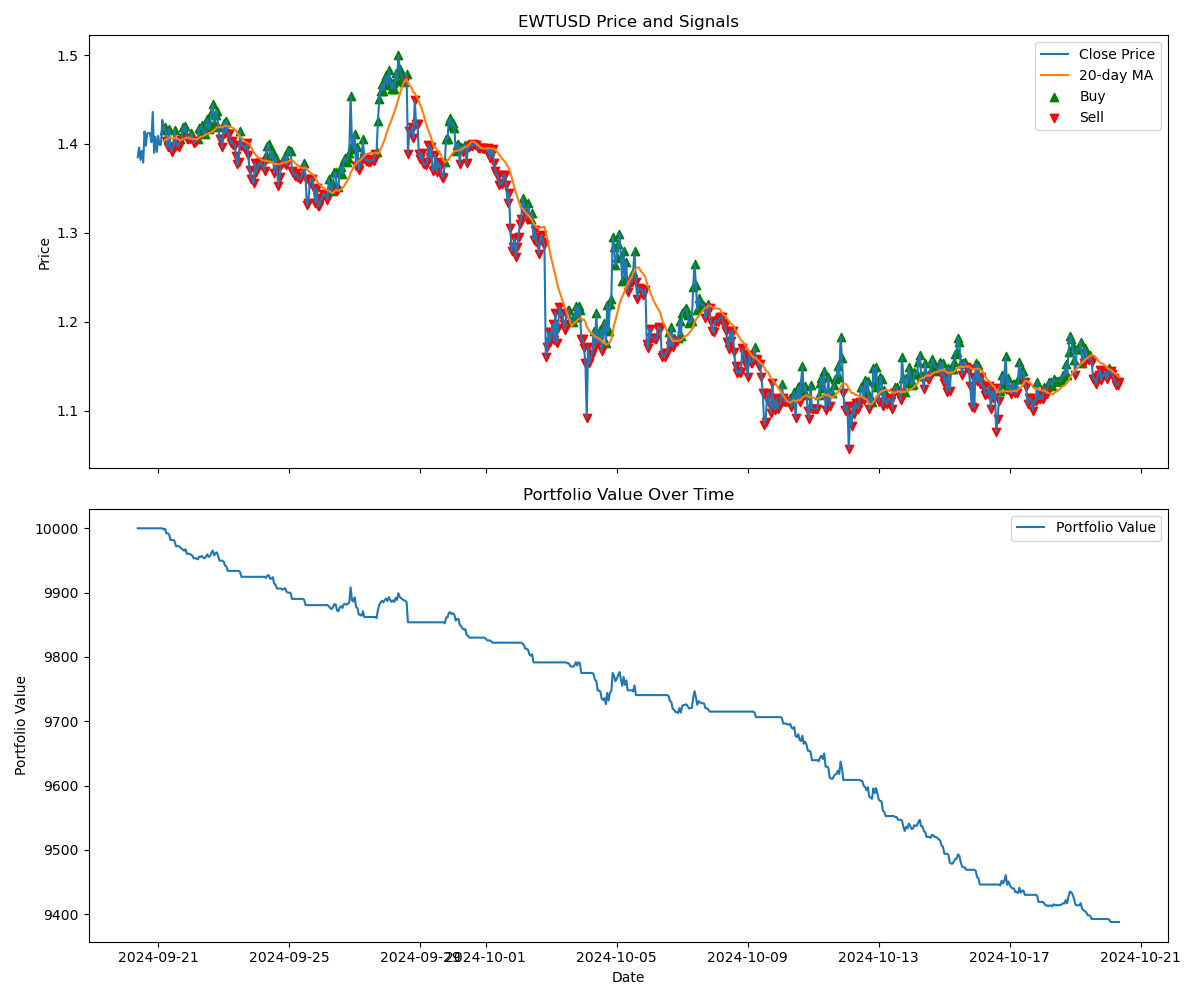 EWTUSD Price and Signals
1.5
1.4
1.3
1.2
1.1
Price
Close Price
20-day MA
Buy
Sell
Portfolio Value Over Time
10000
9900
9800
9700
9600
9500
9400
Portfolio Value
Portfolio Value
2024-09-21
2024-09-25
2024-09-29
2024-10-01
2024-10-05
2024-10-09
2024-10-13
2024-10-17
2024-10-21
Date